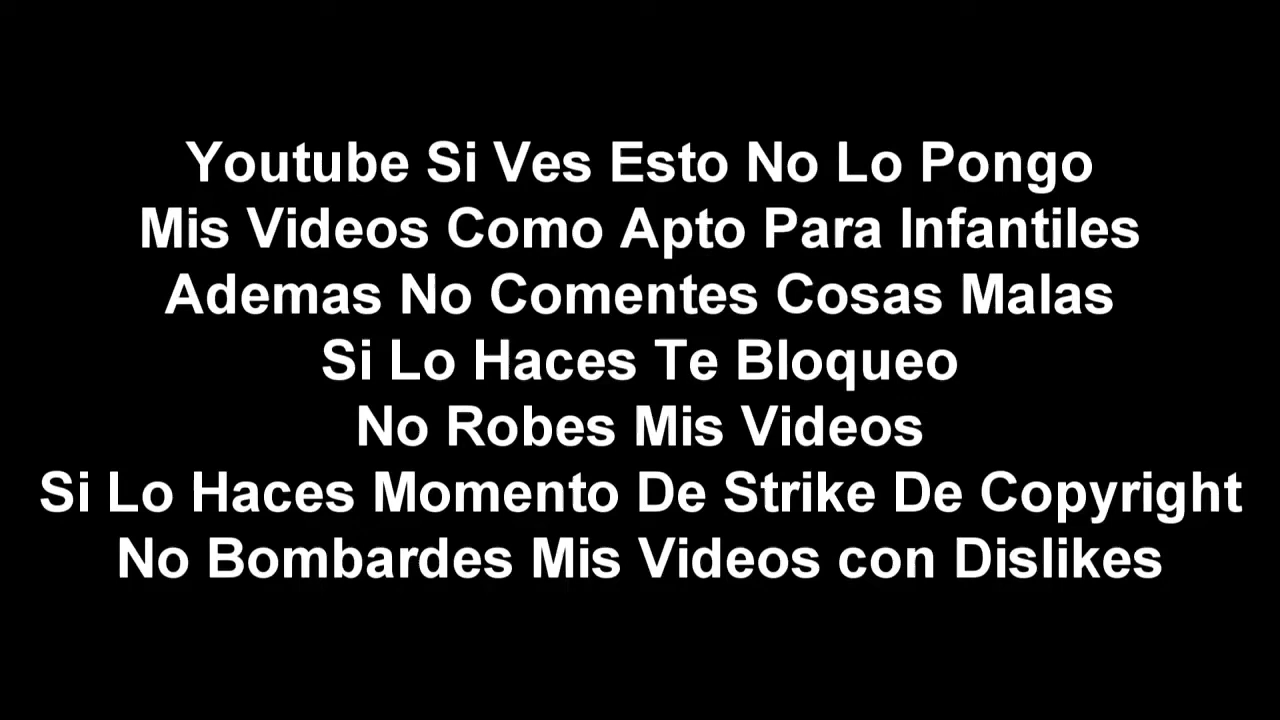 Youtube Si Ves Esto No Lo Pongo
Mis Videos Como Apto Para Infantiles
Ademas No Comentes Cosas Malas
Si Lo Haces Te Bloqueo
No Robes Mis Videos
Si Lo Haces Momento De Strike De Copyright
No Bombardes Mis Videos con Dislikes